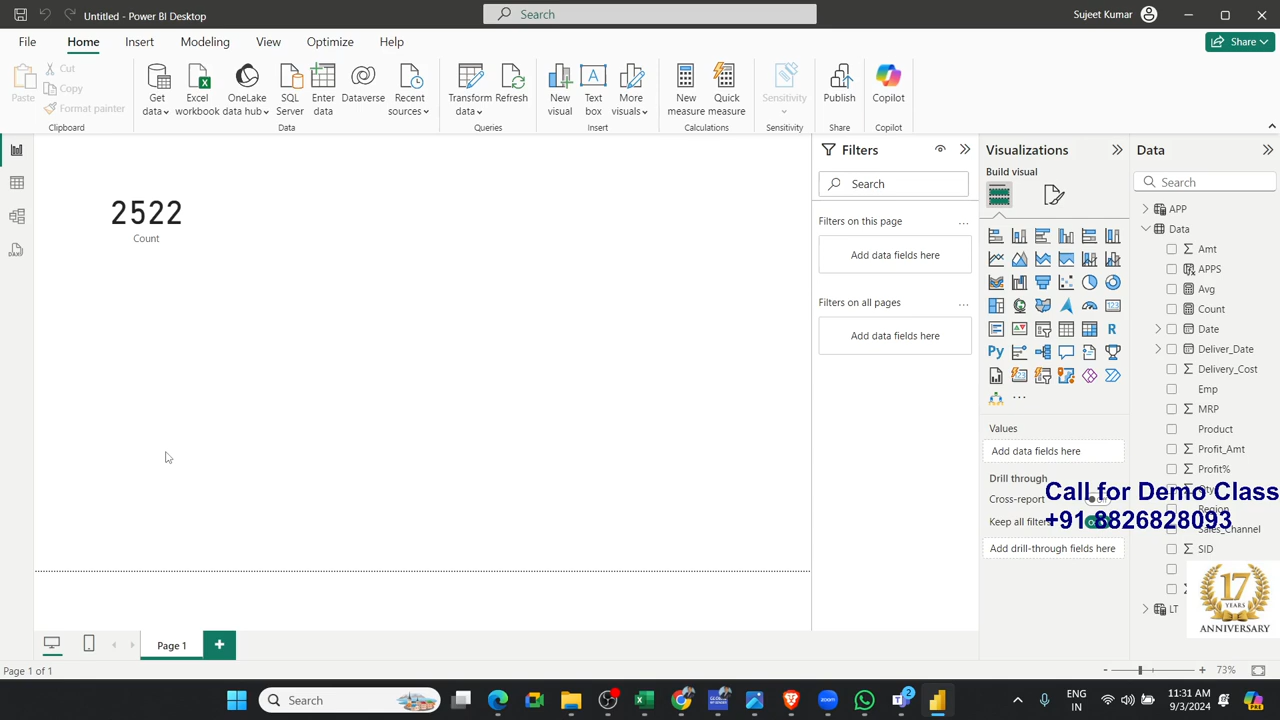 Untitled - Power BI Desktop
Search
Sujeet Kumar
File
Home
Insert
Modeling
View
Optimize
Help
Share
Paste
Cut
Copy
Format painter
Get data
Excel workbook
OneLake data hub
SQL Server
Enter data
Dataverse
Recent sources
Transform data
Refresh
New visual
Text box
More visuals
New measure
Quick measure
Sensitivity
Publish
Copilot
Clipboard
Data
Queries
Insert
Calculations
Sensitivity
Share
Copilot
2522
Count
Filters
Search
Filters on this page
...
Add data fields here
Filters on all pages
...
Add data fields here
Visualizations
Build visual
123
R
Py
...
Values
Add data fields here
Drill through
Cross-report
Keep all filters
Add drill-through fields here
Data
Search
APP
Data
Amt
APPS
Avg
Count
Date
Deliver_Date
Delivery_Cost
Emp
MRP
Product
Profit_Amt
Profit%
Qty
Region
Sales_Channel
SID
LT
Call for Demo Class
+91 8826828093
17
YEARS
ANNIVERSARY
Page 1
Page 1 of 1
73%
Search
2
ENG
IN
11:31 AM
9/3/2024